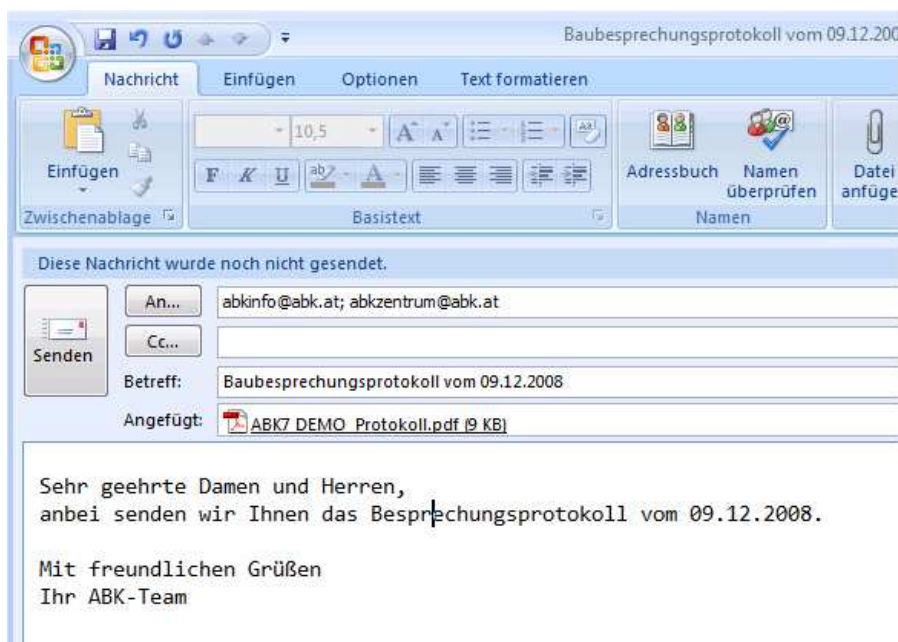 Baubesprechungsprotokoll vom 09.12.200
Nachricht Einfügen Optionen Text formatieren
10,5 A A
Einfügen F K U ab A Adressbuch Namen überprüfen Datei anfüge
Zwischenablage Basistext Namen
Diese Nachricht wurde noch nicht gesendet.
An... abkinfo@abk.at; abkzentrum@abk.at
Senden Cc...
Betreff: Baubesprechungsprotokoll vom 09.12.2008
Angefügt: ABK7 DEMO Protokoll.pdf (9 KB)
Sehr geehrte Damen und Herren,
anbei senden wir Ihnen das Besprechungsprotokoll vom 09.12.2008.
Mit freundlichen Grüßen
Ihr ABK-Team